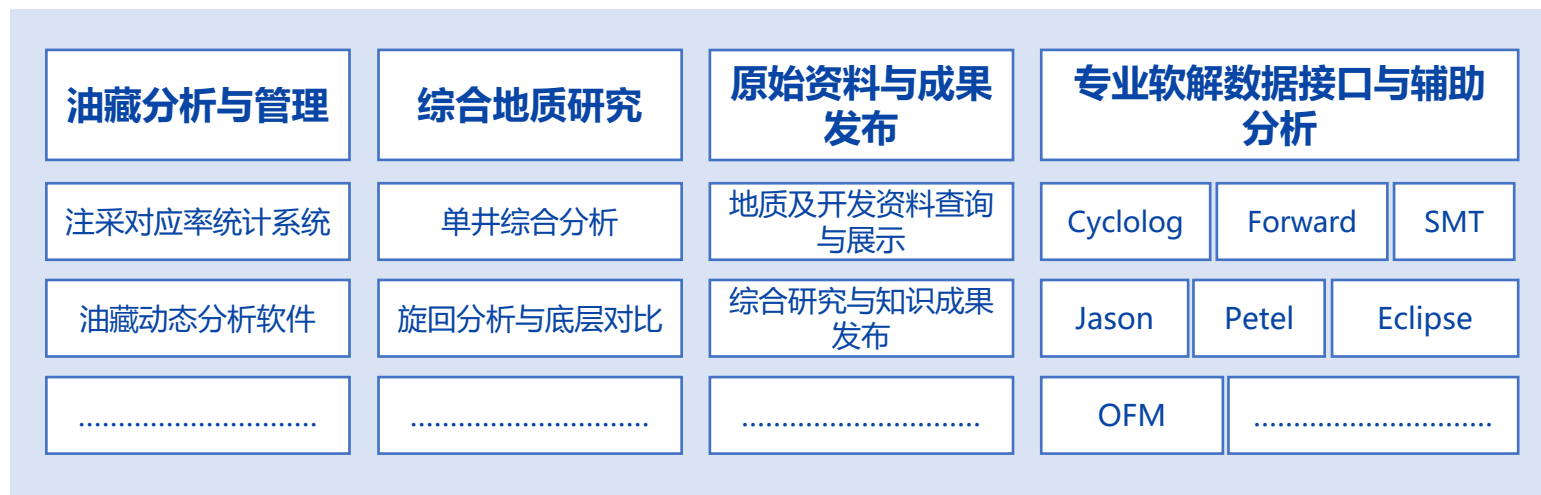 油藏分析与管理
综合地质研究
原始资料与成果
发布
专业软解数据接口与辅助
分析
注采对应率统计系统
单井综合分析
地质及开发资料查询
与展示
Cyclolog
Forward
SMT
油藏动态分析软件
旋回分析与底层对比
综合研究与知识成果
发布
Jason
Petel
Eclipse
..............................
..............................
..............................
OFM
..............................